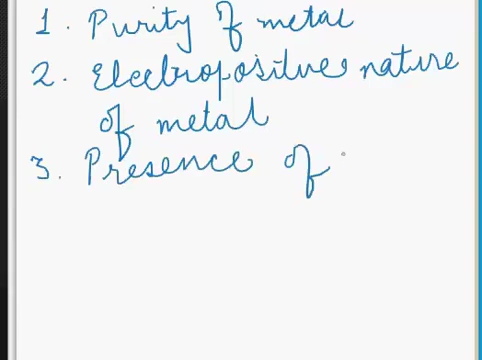 1. Purity of metal
2. Electropositive nature
of metal
3. Presence of